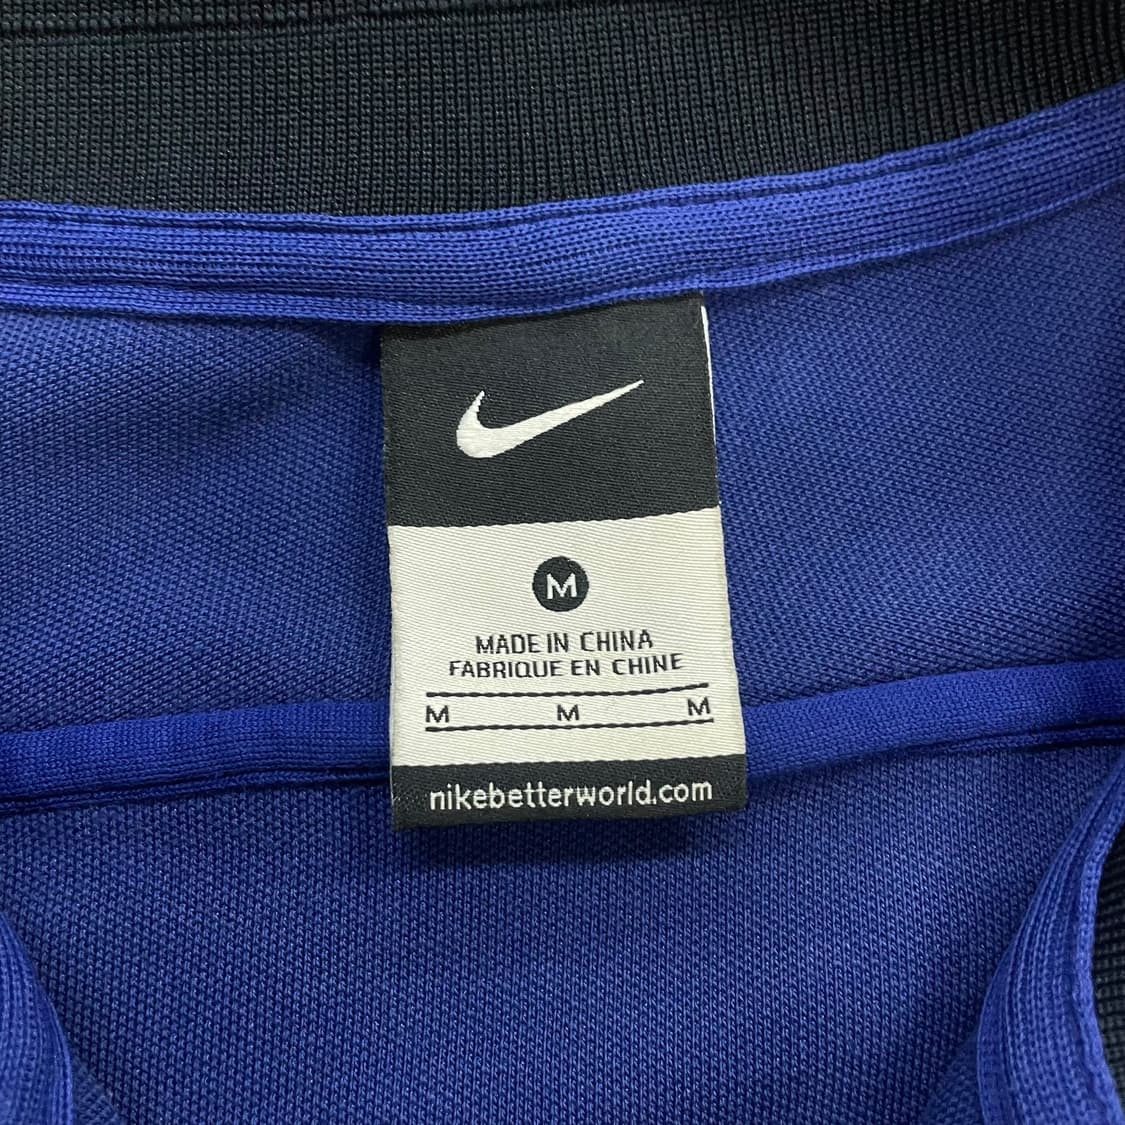 M
MADE IN CHINA
FABRIQUE EN CHINE
M M M
nikebetterworld.com